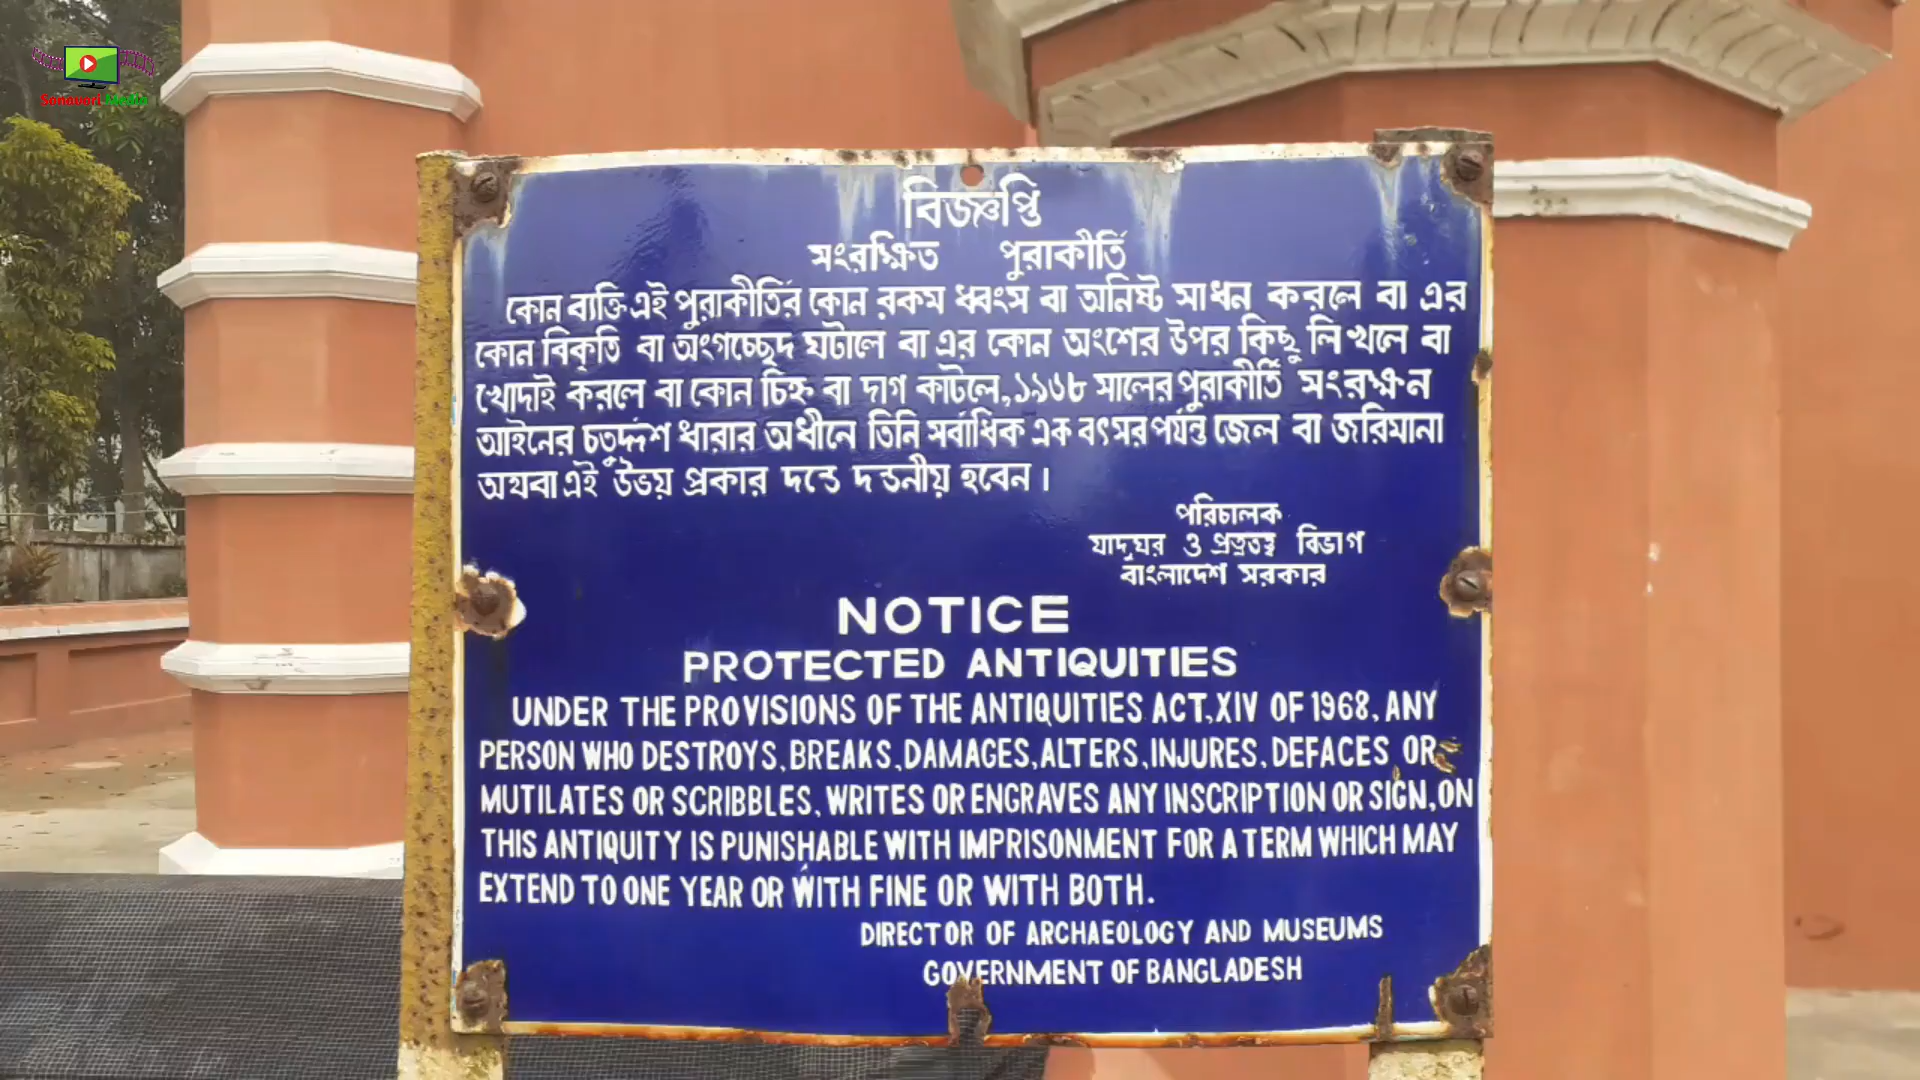 Sonavari Media
বিজ্ঞপ্তি
সংরক্ষিত পুরাকীর্তি
কোন ব্যক্তি এই পুরাকীর্তির কোন রকম ধ্বংস বা অনিষ্ট সাধন করলে বা এর
কোন বিকৃতি বা অংগচ্ছেদ ঘটালে বা এর কোন অংশের উপর কিছু লিখলে বা
খোদাই করলে বা কোন চিহ্ন বা দাগ কাটলে,১৯৬৮ সালের পুরাকীর্তি সংরক্ষন
আইনের চতুর্দ্দশ ধারার অধীনে তিনি সর্বাধিক এক বৎসর পর্যন্ত জেল বা জরিমানা
অথবা এই উভয় প্রকার দন্ডে দন্ডনীয় হবেন।
পরিচালক
যাদুঘর ও প্রত্নতত্ত্ব বিভাগ
বাংলাদেশ সরকার
NOTICE
PROTECTED ANTIQUITIES
UNDER THE PROVISIONS OF THE ANTIQUITIES ACT,XIV OF 1968, ANY
PERSON WHO DESTROYS, BREAKS, DAMAGES, ALTERS, INJURES, DEFACES OR
MUTILATES OR SCRIBBLES, WRITES OR ENGRAVES ANY INSCRIPTION OR SIGN, ON
THIS ANTIQUITY IS PUNISHABLE WITH IMPRISONMENT FOR A TERM WHICH MAY
EXTEND TO ONE YEAR OR WITH FINE OR WITH BOTH.
DIRECTOR OF ARCHAEOLOGY AND MUSEUMS
GOVERNMENT OF BANGLADESH